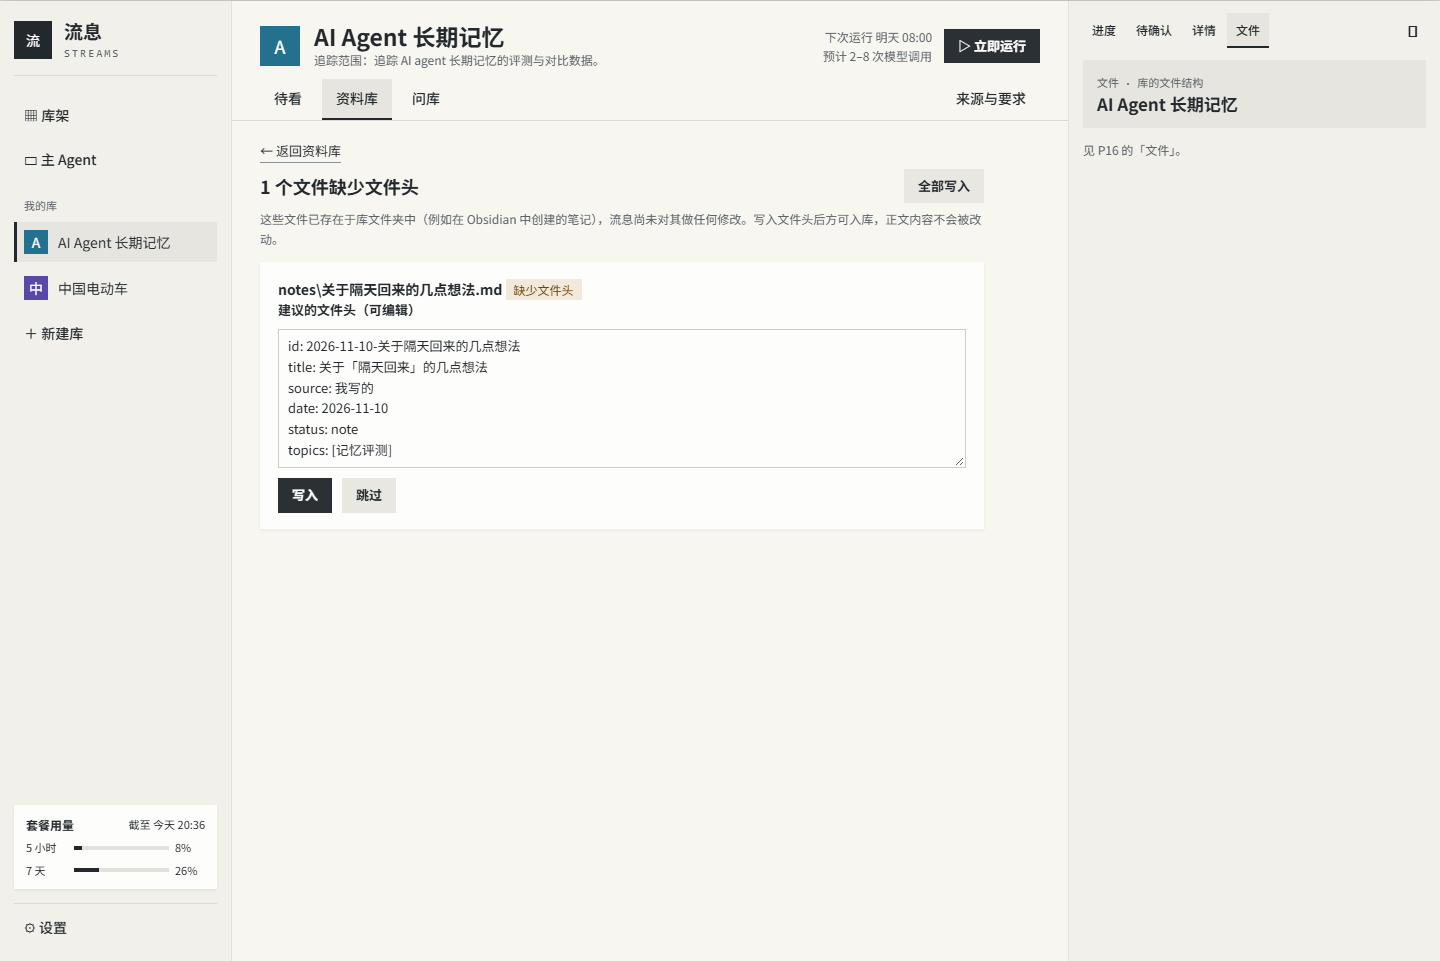 流
流息
STREAMS
库架
主 Agent
我的库
A AI Agent 长期记忆
中 中国电动车
＋ 新建库
套餐用量 截至 今天 20:36
5 小时 8%
7 天 26%
设置
A
AI Agent 长期记忆
追踪范围：追踪 AI agent 长期记忆的评测与对比数据。
下次运行 明天 08:00
预计 2–8 次模型调用
▷ 立即运行
待看 资料库 问库 来源与要求
← 返回资料库
1 个文件缺少文件头
全部写入
这些文件已存在于库文件夹中（例如在 Obsidian 中创建的笔记），流息尚未对其做任何修改。写入文件头后方可入库，正文内容不会被改
动。
notes\关于隔天回来的几点想法.md 缺少文件头
建议的文件头（可编辑）
id: 2026-11-10-关于隔天回来的几点想法
title: 关于「隔天回来」的几点想法
source: 我写的
date: 2026-11-10
status: note
topics: [记忆评测]
写入 跳过
进度 待确认 详情 文件
文件 · 库的文件结构
AI Agent 长期记忆
见 P16 的「文件」。